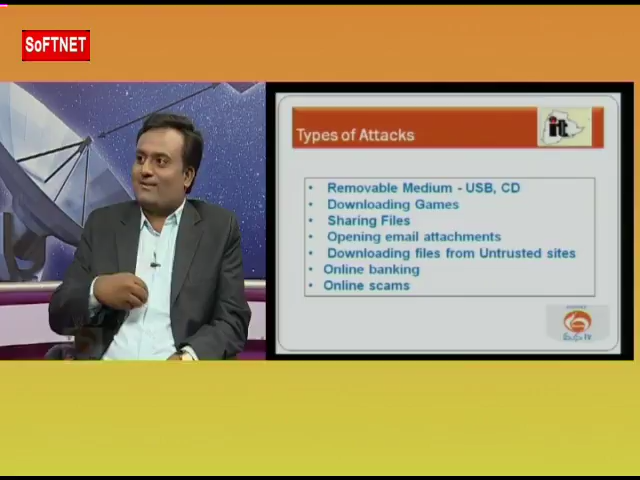 SoFTNET
Types of Attacks
it
• Removable Medium - USB, CD
• Downloading Games
• Sharing Files
• Opening email attachments
• Downloading files from Untrusted sites
• Online banking
• Online scams